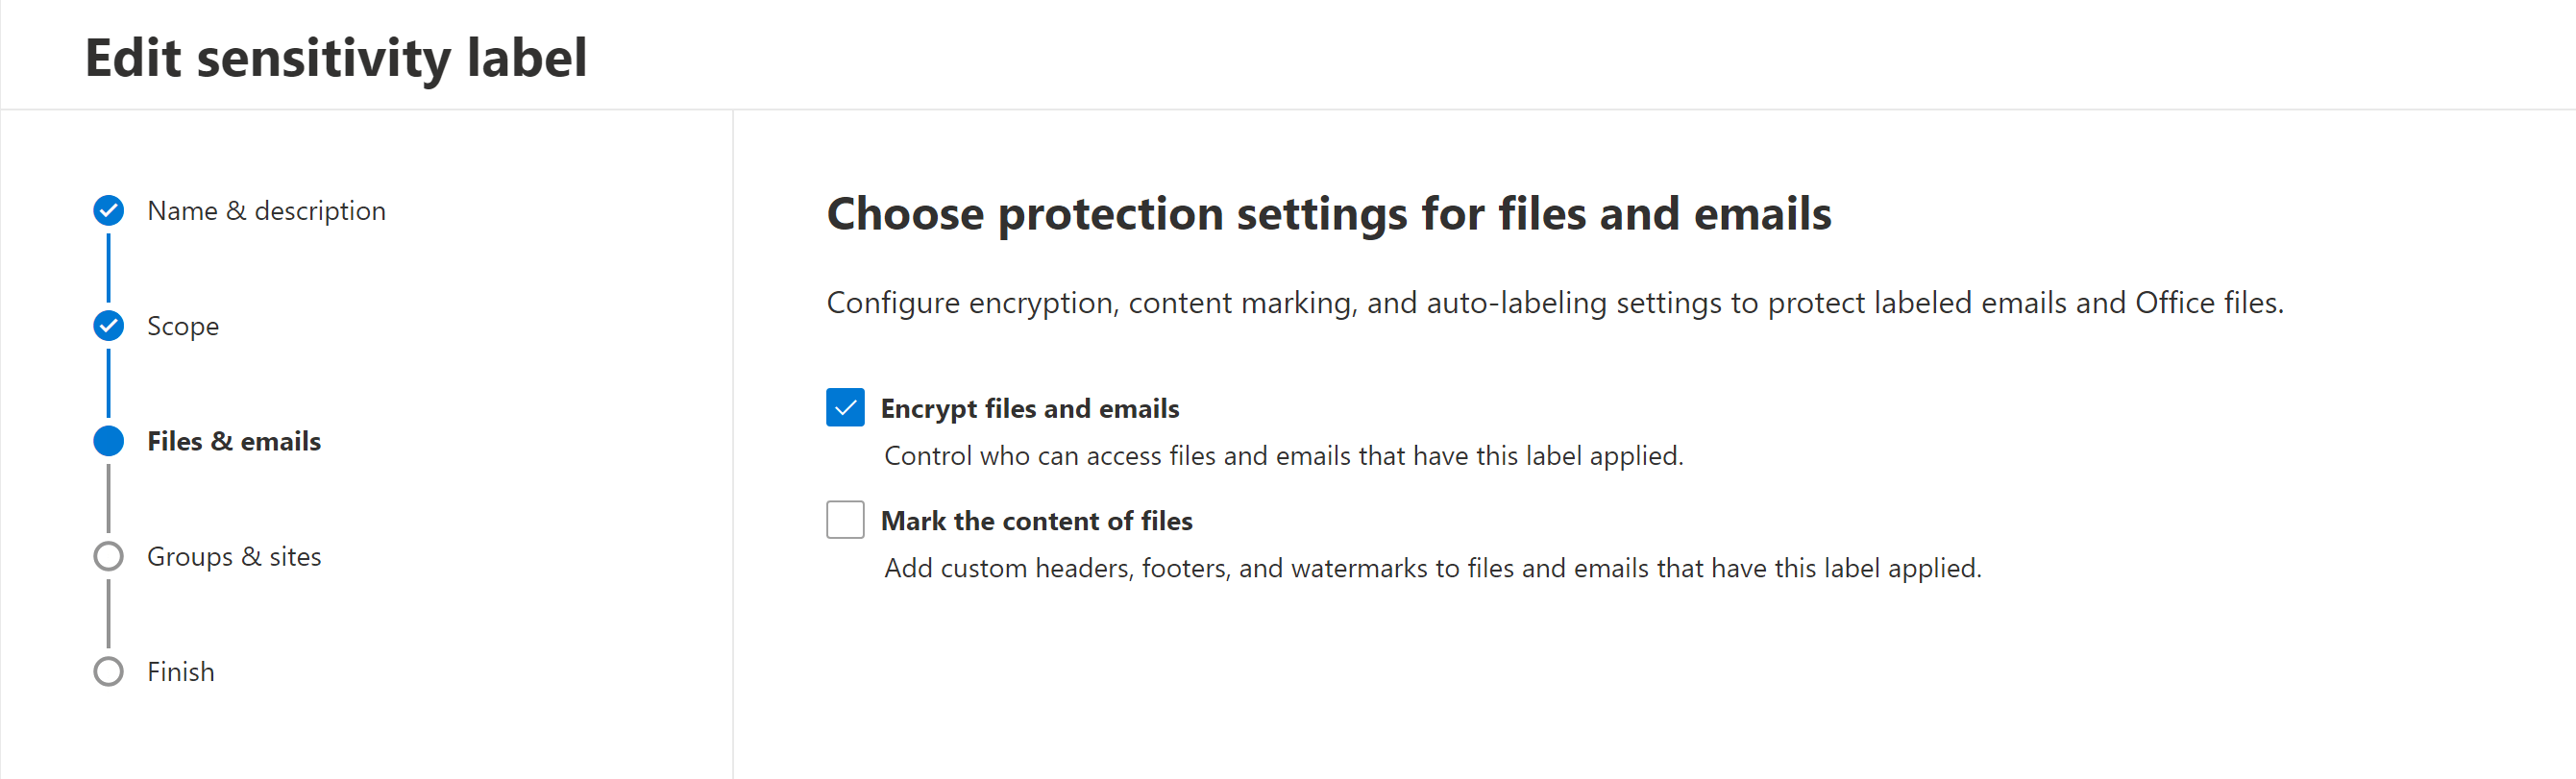 Edit sensitivity label
Name & description
Scope
Files & emails
Groups & sites
Finish
Choose protection settings for files and emails
Configure encryption, content marking, and auto-labeling settings to protect labeled emails and Office files.
Encrypt files and emails
Control who can access files and emails that have this label applied.
Mark the content of files
Add custom headers, footers, and watermarks to files and emails that have this label applied.